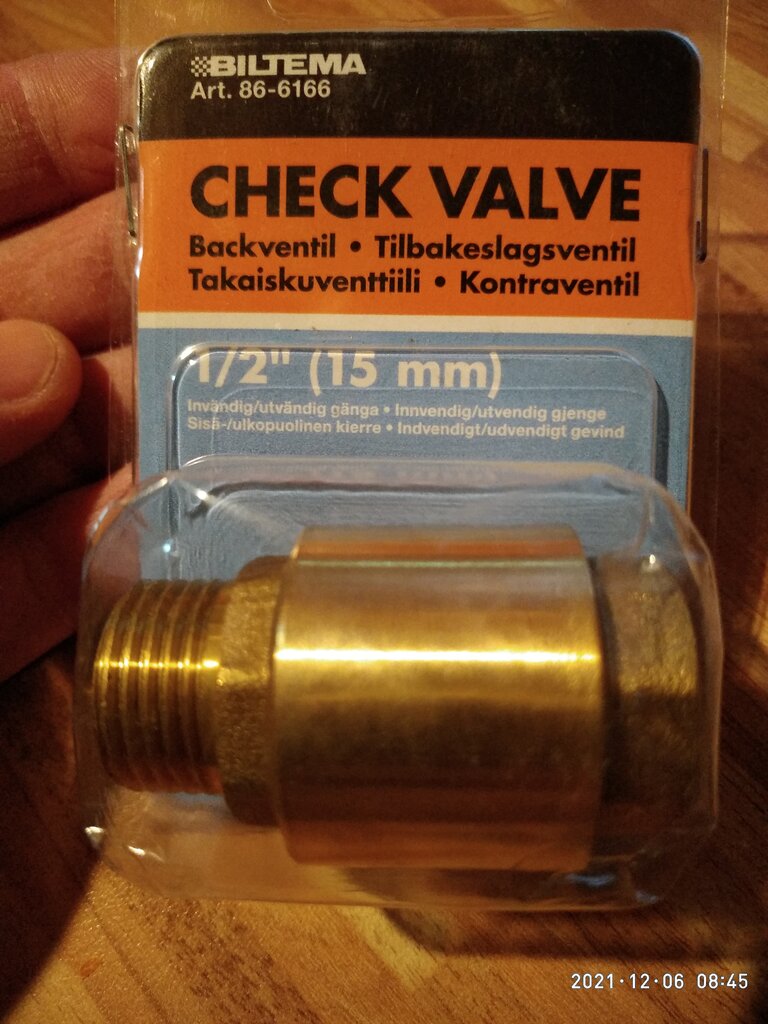 BILTEMA
Art. 86-6166
CHECK VALVE
Backventil • Tilbakeslagsventil
Takaiskuventtiili • Kontraventil
1/2" (15 mm)
Invändig/utvändig gänga • Innvendig/utvendig gjenge
Sisä-/ulkopuolinen kierre • Indvendigt/udvendigt gevind
2021·12·06 08:45